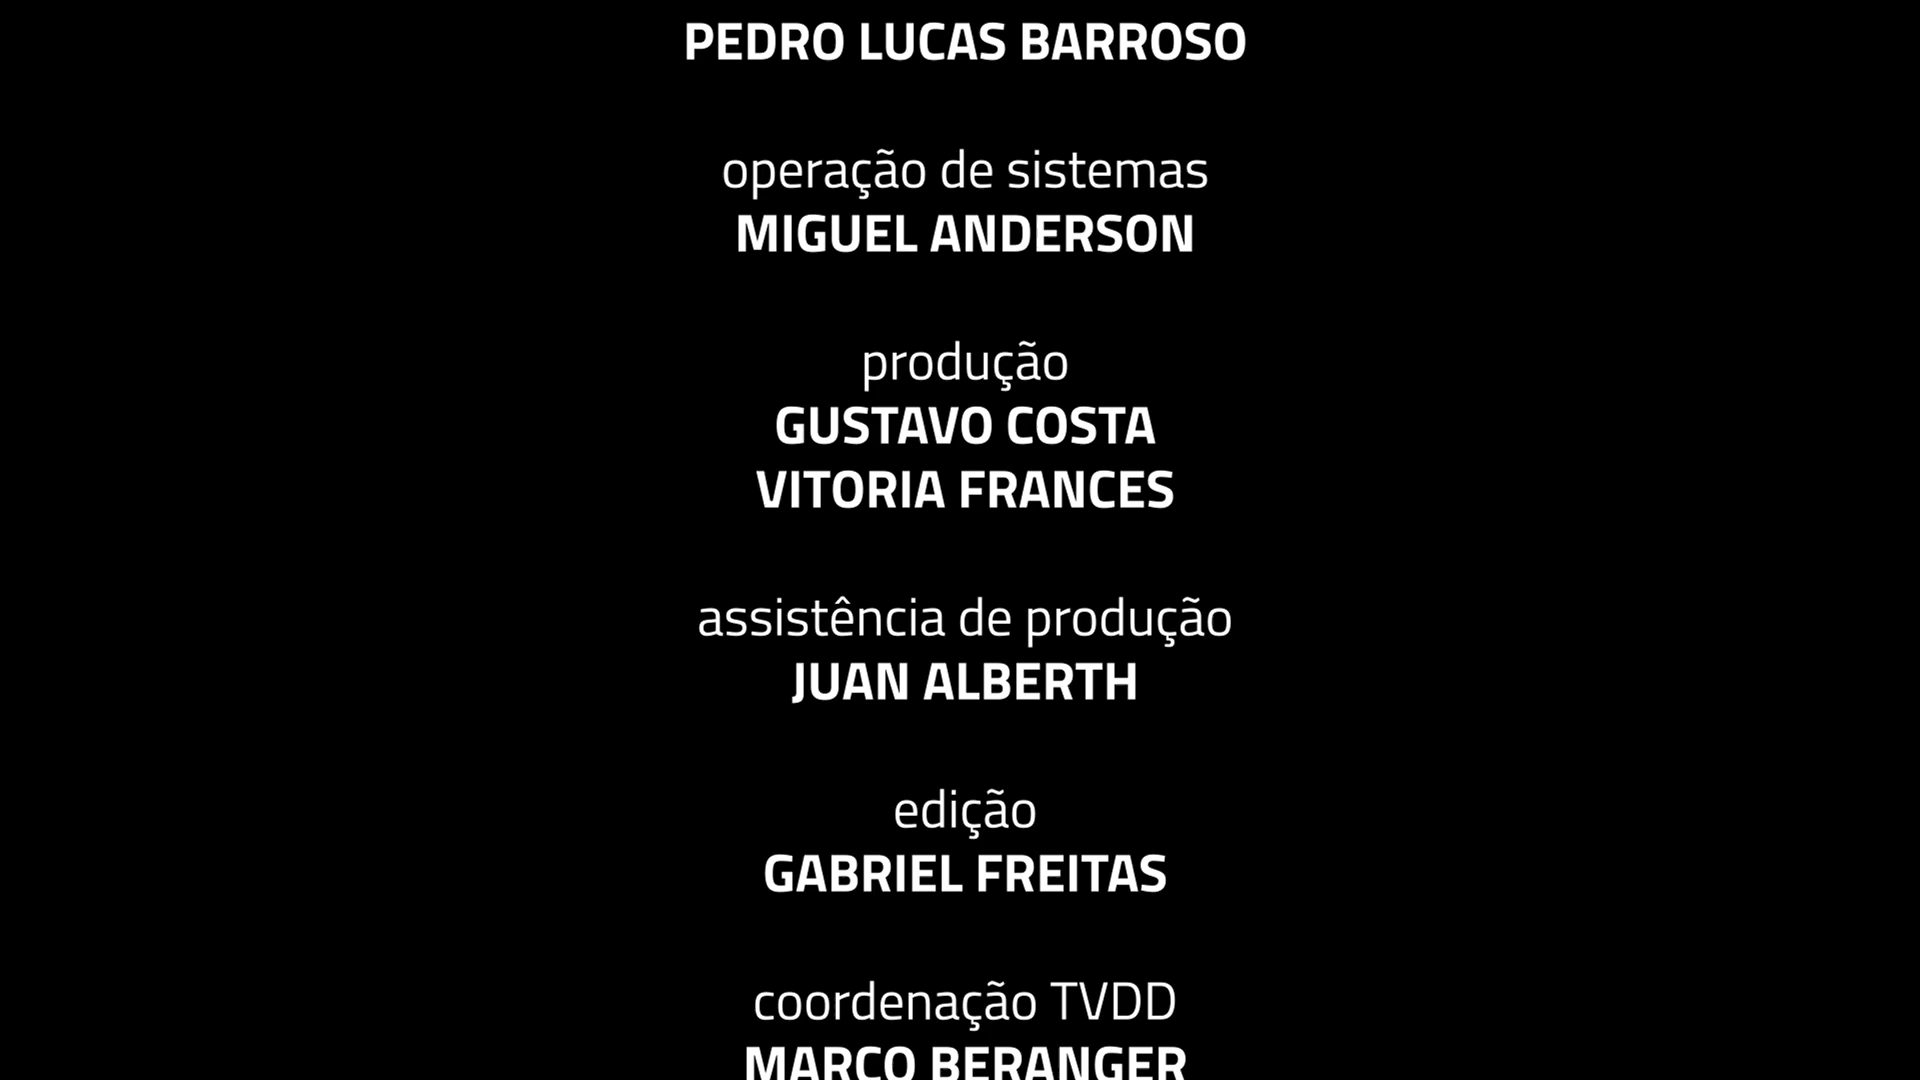 PEDRO LUCAS BARROSO
operação de sistemas
MIGUEL ANDERSON
produção
GUSTAVO COSTA
VITORIA FRANCES
assistência de produção
JUAN ALBERTH
edição
GABRIEL FREITAS
coordenação TVDD
MARCO BERANGER